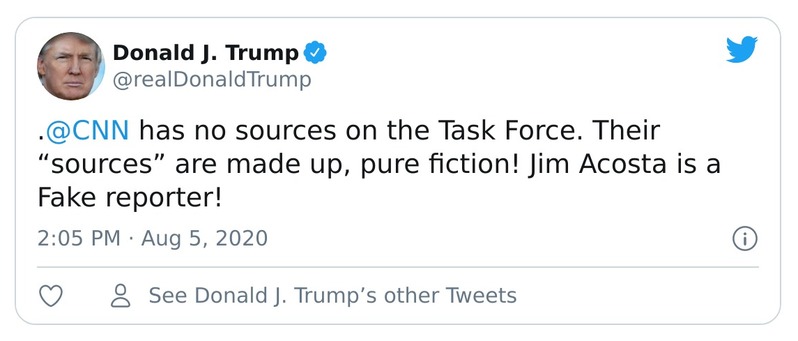 Donald J. Trump
@realDonaldTrump
.@CNN has no sources on the Task Force. Their
“sources” are made up, pure fiction! Jim Acosta is a
Fake reporter!
2:05 PM · Aug 5, 2020
See Donald J. Trump’s other Tweets